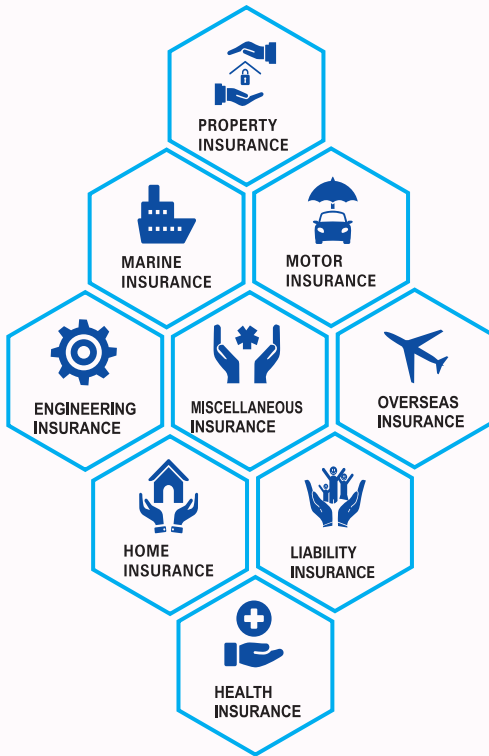 PROPERTY
INSURANCE
MARINE
INSURANCE
MOTOR
INSURANCE
ENGINEERING
INSURANCE
MISCELLANEOUS
INSURANCE
OVERSEAS
INSURANCE
HOME
INSURANCE
LIABILITY
INSURANCE
HEALTH
INSURANCE